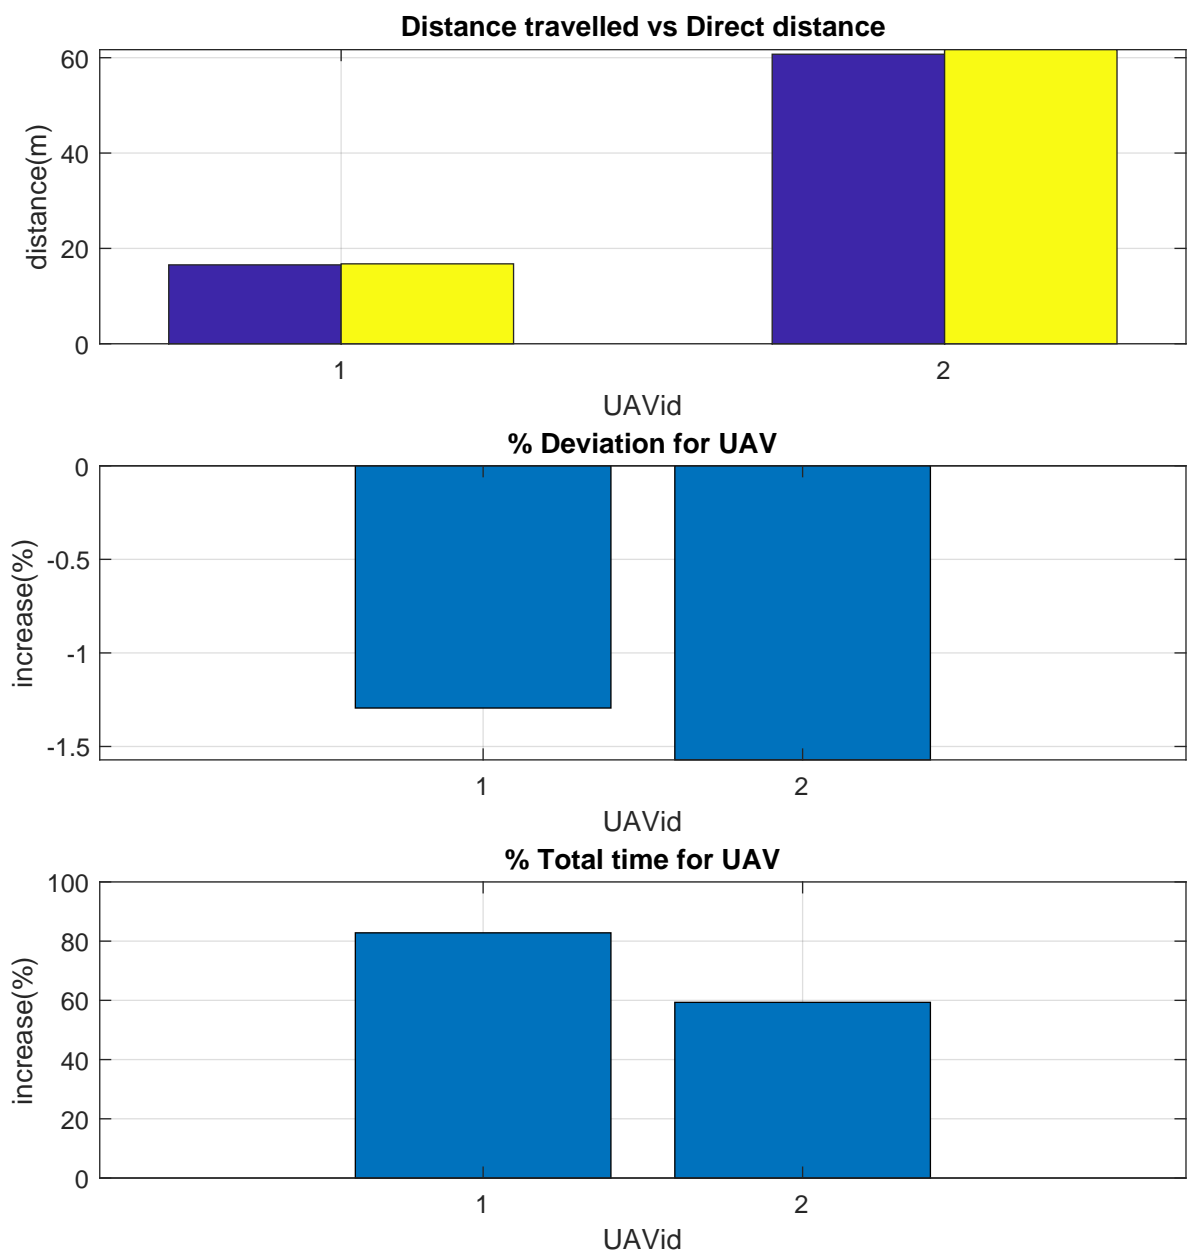 Distance travelled vs Direct distance
60
40
20
0
distance(m)
1 2
UAVid
% Deviation for UAV
0
-0.5
-1
-1.5
increase(%)
1 2
UAVid
% Total time for UAV
100
80
60
40
20
0
increase(%)
1 2
UAVid